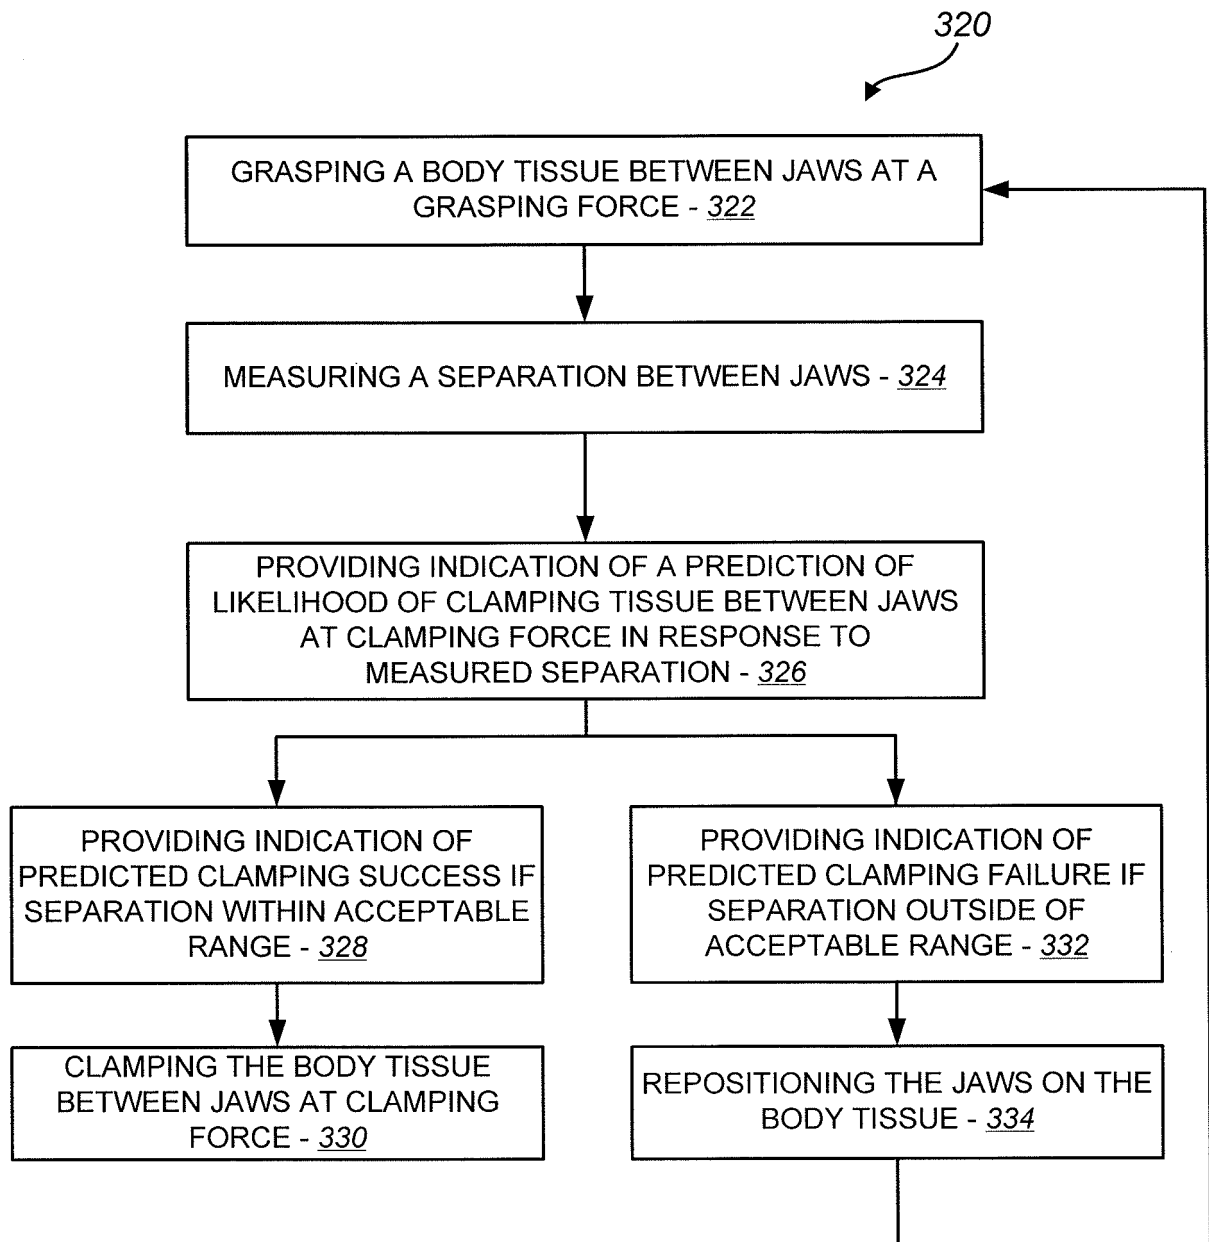 320
GRASPING A BODY TISSUE BETWEEN JAWS AT A
GRASPING FORCE - 322
MEASURING A SEPARATION BETWEEN JAWS - 324
PROVIDING INDICATION OF A PREDICTION OF
LIKELIHOOD OF CLAMPING TISSUE BETWEEN JAWS
AT CLAMPING FORCE IN RESPONSE TO
MEASURED SEPARATION - 326
PROVIDING INDICATION OF
PREDICTED CLAMPING SUCCESS IF
SEPARATION WITHIN ACCEPTABLE
RANGE - 328
PROVIDING INDICATION OF
PREDICTED CLAMPING FAILURE IF
SEPARATION OUTSIDE OF
ACCEPTABLE RANGE - 332
CLAMPING THE BODY TISSUE
BETWEEN JAWS AT CLAMPING
FORCE - 330
REPOSITIONING THE JAWS ON THE
BODY TISSUE - 334